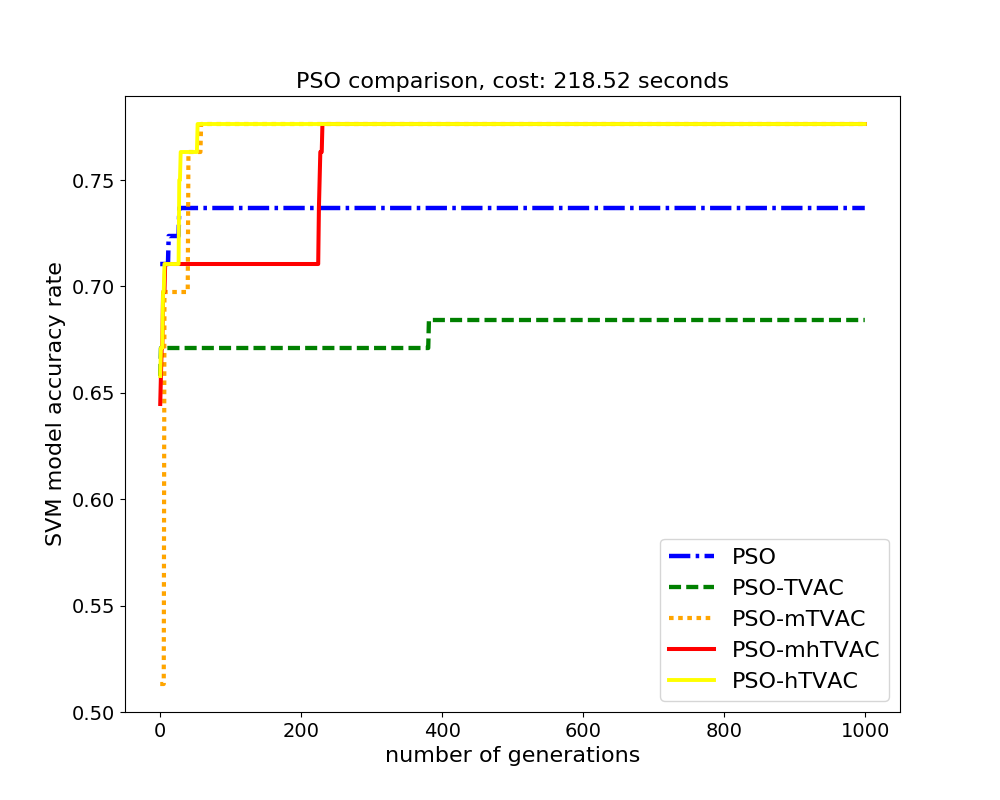 PSO comparison, cost: 218.52 seconds
SVM model accuracy rate
0.75
0.70
0.65
0.60
0.55
0.50
0
200
400
600
800
1000
number of generations
PSO
PSO-TVAC
PSO-mTVAC
PSO-mhTVAC
PSO-hTVAC